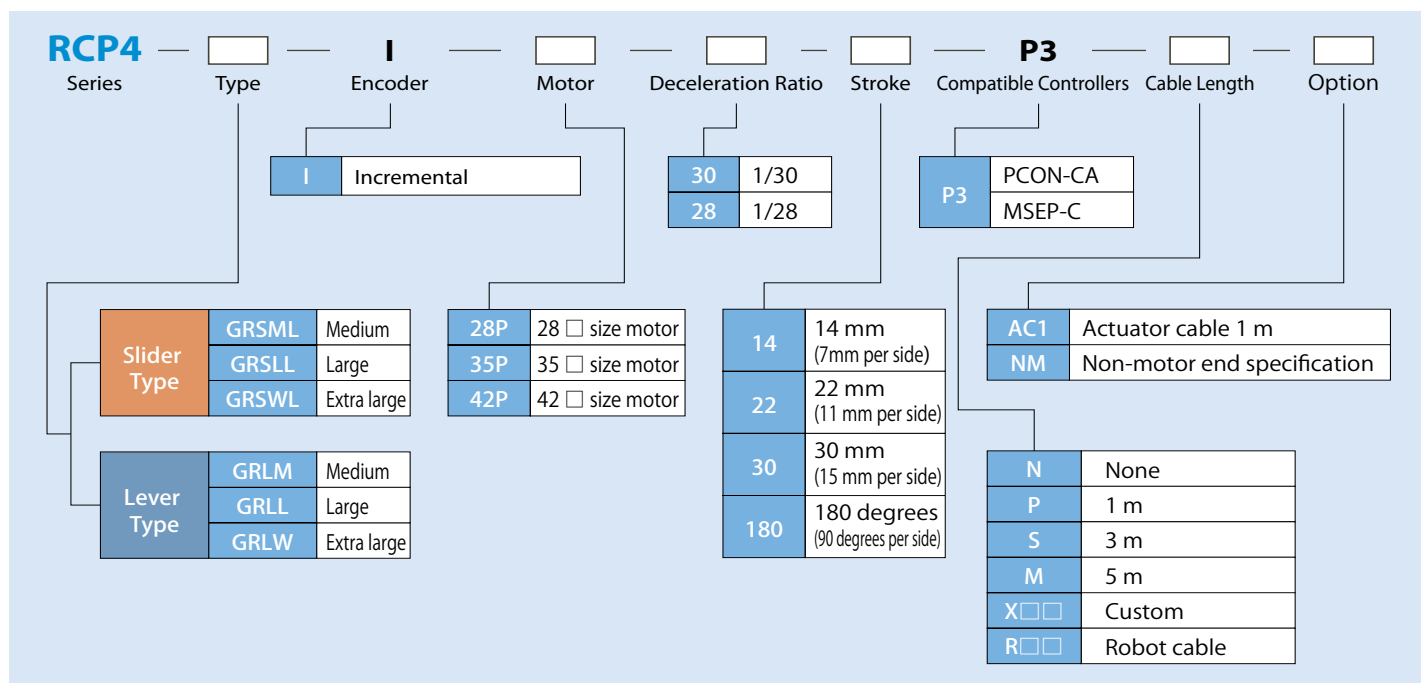 RCP4 — □ — I — □ — □ — □ — P3 — □ — □
Series Type Encoder Motor Deceleration Ratio Stroke Compatible Controllers Cable Length Option
I Incremental
30 1/30
28 1/28
P3 PCON-CA
MSEP-C
Slider Type
GRSML Medium
GRSLL Large
GRSWL Extra large
Lever Type
GRLM Medium
GRLL Large
GRLW Extra large
28P 28 □ size motor
35P 35 □ size motor
42P 42 □ size motor
14 14 mm
(7mm per side)
22 22 mm
(11 mm per side)
30 30 mm
(15 mm per side)
180 180 degrees
(90 degrees per side)
AC1 Actuator cable 1 m
NM Non-motor end specification
N None
P 1 m
S 3 m
M 5 m
X□□ Custom
R□□ Robot cable